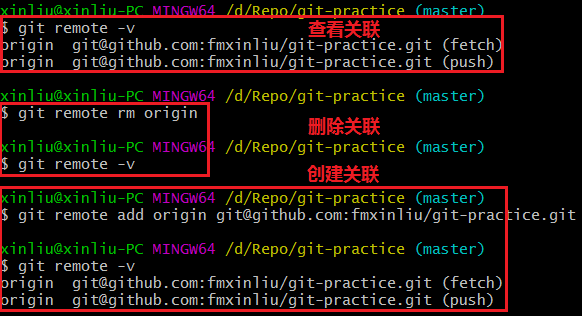 xinliu@xinliu-PC MINGW64 /d/Repo/git-practice (master)
$ git remote -v 查看关联
origin git@github.com:fmxinliu/git-practice.git (fetch)
origin git@github.com:fmxinliu/git-practice.git (push)
xinliu@xinliu-PC MINGW64 /d/Repo/git-practice (master)
$ git remote rm origin
删除关联
xinliu@xinliu-PC MINGW64 /d/Repo/git-practice (master)
$ git remote -v
创建关联
xinliu@xinliu-PC MINGW64 /d/Repo/git-practice (master)
$ git remote add origin git@github.com:fmxinliu/git-practice.git
xinliu@xinliu-PC MINGW64 /d/Repo/git-practice (master)
$ git remote -v
origin git@github.com:fmxinliu/git-practice.git (fetch)
origin git@github.com:fmxinliu/git-practice.git (push)